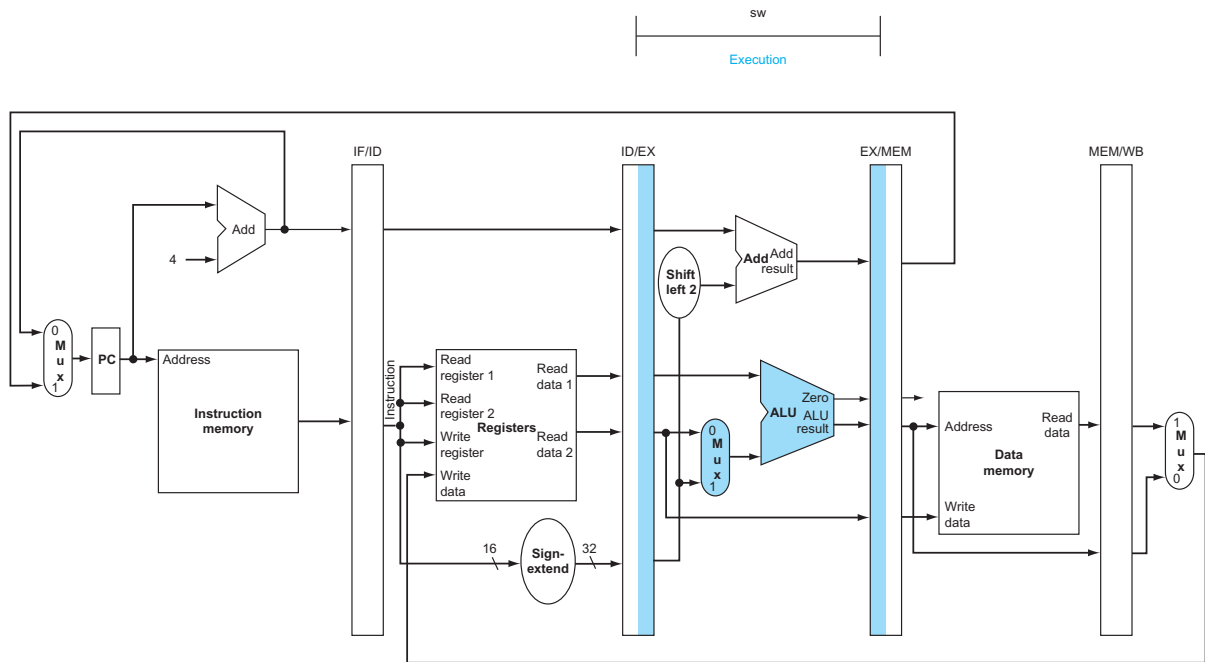 sw
Execution
IF/ID
ID/EX
EX/MEM
MEM/WB
Add
4
Shift
left 2
Add
Add
result
0
M
u
x
1
PC
Address
Instruction
memory
Instruction
Read
register 1
Read
register 2
Write
register
Write
data
Registers
Read
data 1
Read
data 2
16
Sign-
extend
32
0
M
u
x
1
ALU
Zero
ALU
result
Address
Read
data
Data
memory
Write
data
1
M
u
x
0